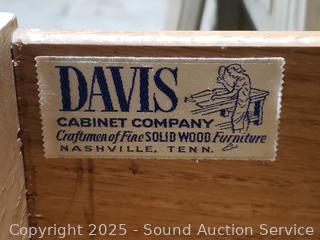 DAVIS
CABINET COMPANY
Craftsmen of Fine SOLID WOOD Furniture
NASHVILLE, TENN.
Copyright © 2025 - Sound Auction Service